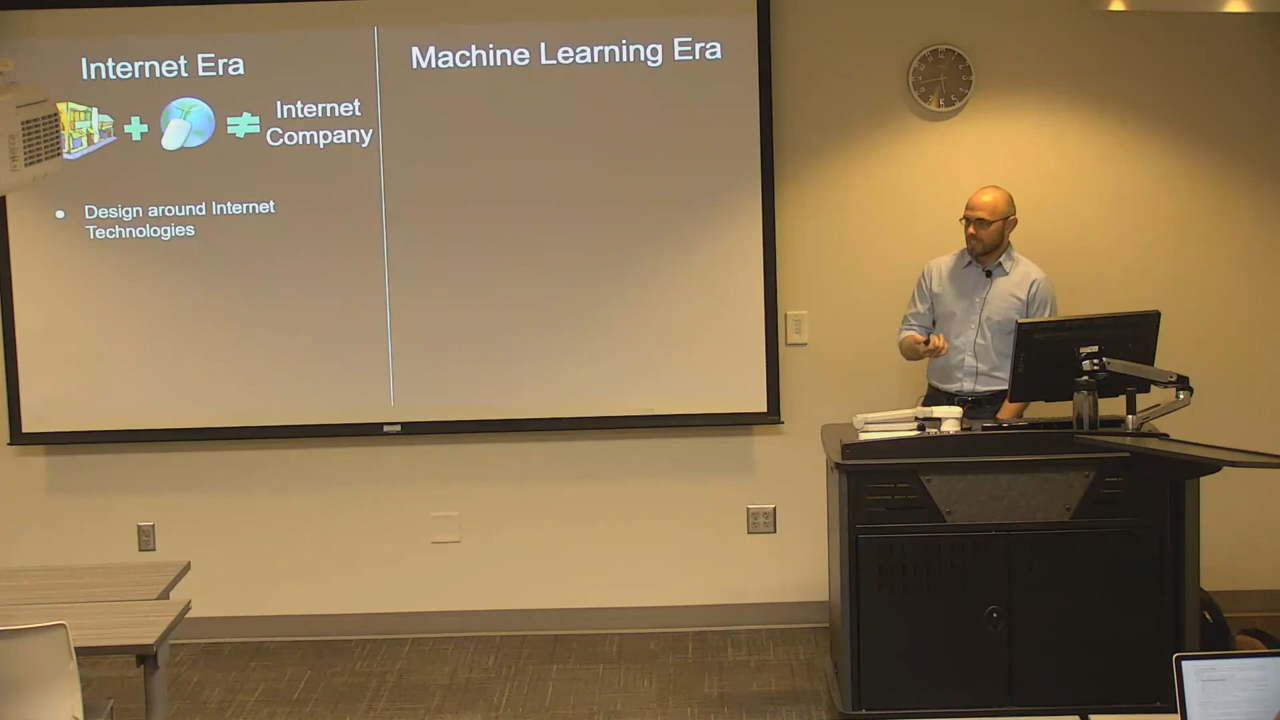 Internet Era
Machine Learning Era
+ ≠ Internet
Company
● Design around Internet
Technologies